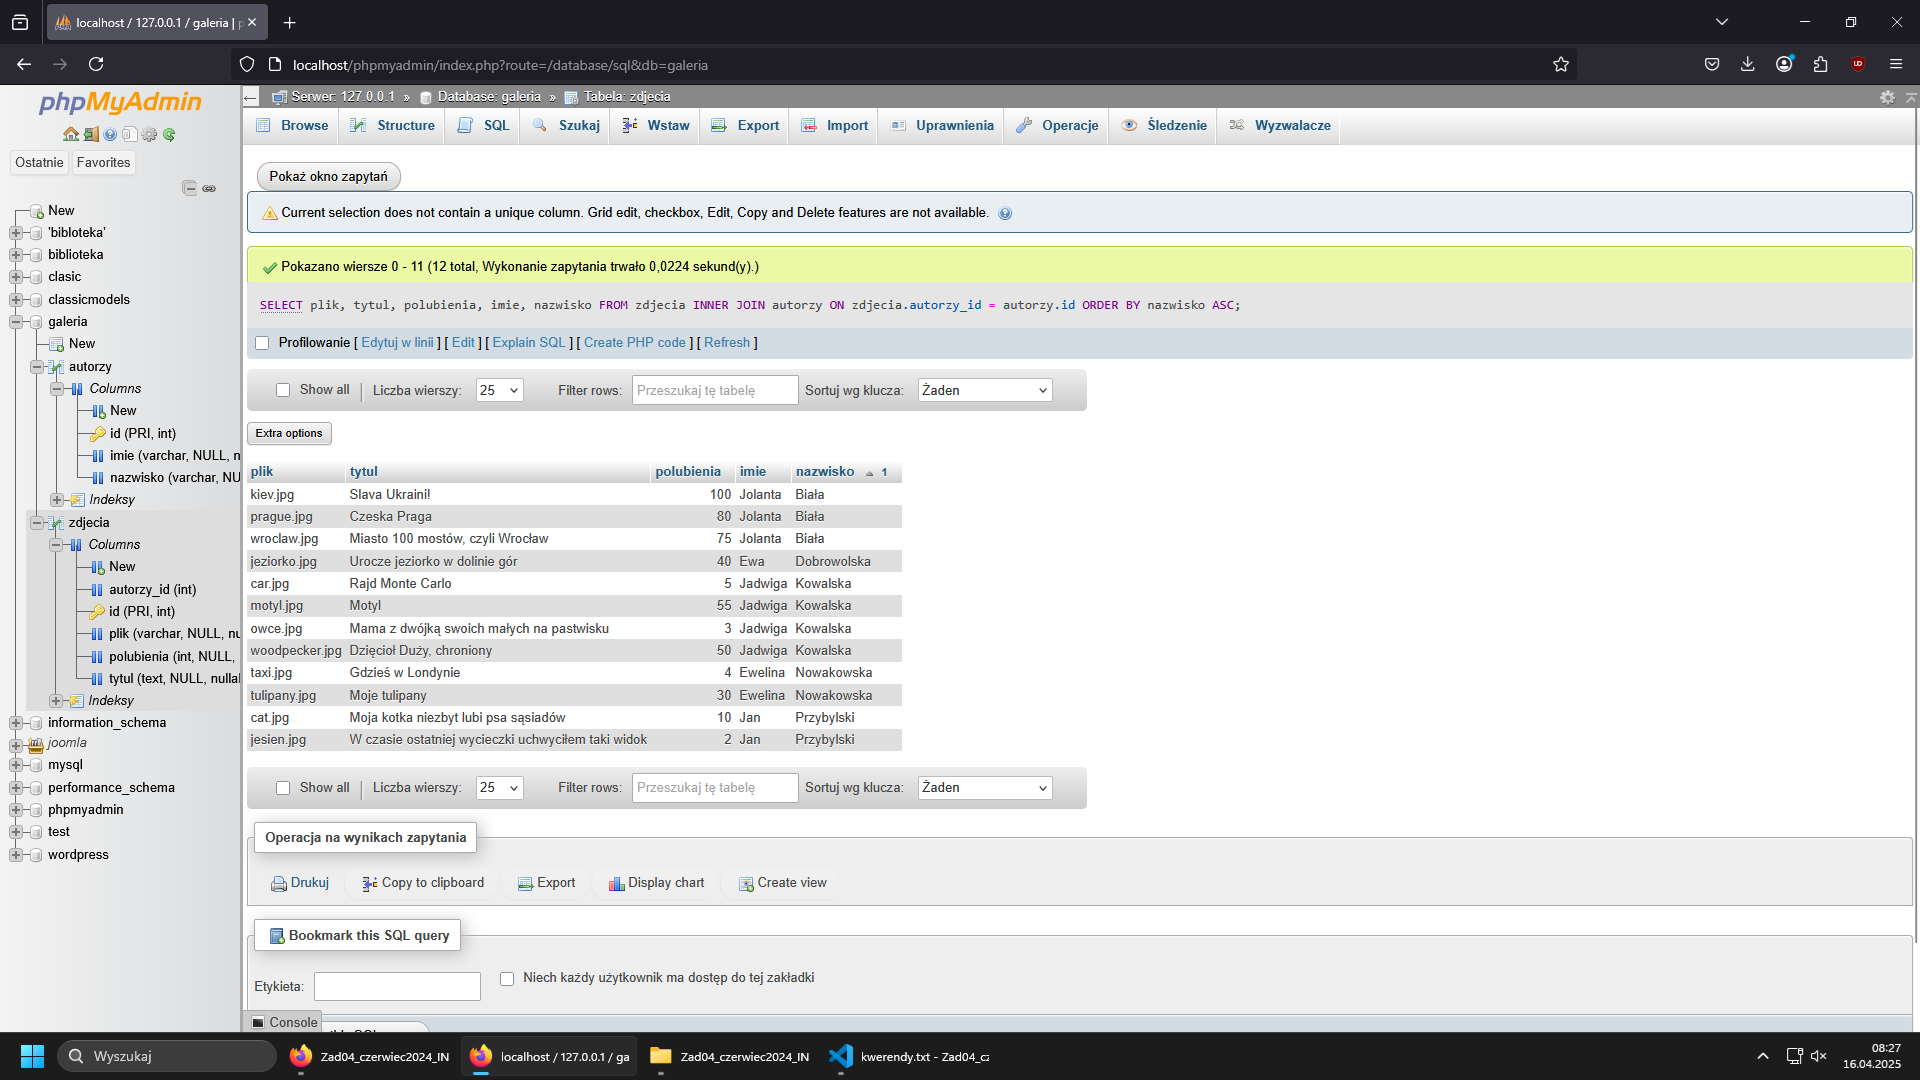 localhost / 127.0.0.1 / galeria | p
localhost/phpmyadmin/index.php?route=/database/sql&db=galeria
phpMyAdmin
Ostatnie
Favorites
New
'bibloteka'
biblioteka
clasic
classicmodels
galeria
New
autorzy
Columns
New
id (PRI, int)
imie (varchar, NULL, n
nazwisko (varchar, NU
Indeksy
zdjecia
Columns
New
autorzy_id (int)
id (PRI, int)
plik (varchar, NULL, nu
polubienia (int, NULL,
tytul (text, NULL, nullal
Indeksy
information_schema
joomla
mysql
performance_schema
phpmyadmin
test
wordpress
Serwer: 127.0.0.1 » Database: galeria » Tabela: zdjecia
Browse Structure SQL Szukaj Wstaw Export Import Uprawnienia Operacje Śledzenie Wyzwalacze
Pokaż okno zapytań
Current selection does not contain a unique column. Grid edit, checkbox, Edit, Copy and Delete features are not available.
Pokazano wiersze 0 - 11 (12 total, Wykonanie zapytania trwało 0,0224 sekund(y).)
SELECT plik, tytul, polubienia, imie, nazwisko FROM zdjecia INNER JOIN autorzy ON zdjecia.autorzy_id = autorzy.id ORDER BY nazwisko ASC;
Profilowanie [ Edytuj w linii ] [ Edit ] [ Explain SQL ] [ Create PHP code ] [ Refresh ]
Show all | Liczba wierszy: 25 Filter rows: Przeszukaj tę tabelę Sortuj wg klucza: Żaden
Extra options
plik tytul polubienia imie nazwisko 1
kiev.jpg Slava Ukraini! 100 Jolanta Biała
prague.jpg Czeska Praga 80 Jolanta Biała
wroclaw.jpg Miasto 100 mostów, czyli Wrocław 75 Jolanta Biała
jeziorko.jpg Urocze jeziorko w dolinie gór 40 Ewa Dobrowolska
car.jpg Rajd Monte Carlo 5 Jadwiga Kowalska
motyl.jpg Motyl 55 Jadwiga Kowalska
owce.jpg Mama z dwójką swoich małych na pastwisku 3 Jadwiga Kowalska
woodpecker.jpg Dzięcioł Duży, chroniony 50 Jadwiga Kowalska
taxi.jpg Gdzieś w Londynie 4 Ewelina Nowakowska
tulipany.jpg Moje tulipany 30 Ewelina Nowakowska
cat.jpg Moja kotka niezbyt lubi psa sąsiadów 10 Jan Przybylski
jesien.jpg W czasie ostatniej wycieczki uchwyciłem taki widok 2 Jan Przybylski
Show all | Liczba wierszy: 25 Filter rows: Przeszukaj tę tabelę Sortuj wg klucza: Żaden
Operacja na wynikach zapytania
Drukuj Copy to clipboard Export Display chart Create view
Bookmark this SQL query
Etykieta: Niech każdy użytkownik ma dostęp do tej zakładki
Console
Wyszukaj
Zad04_czerwiec2024_IN
localhost / 127.0.0.1 / ga
Zad04_czerwiec2024_IN
kwerendy.txt - Zad04_cz
08:27
16.04.2025